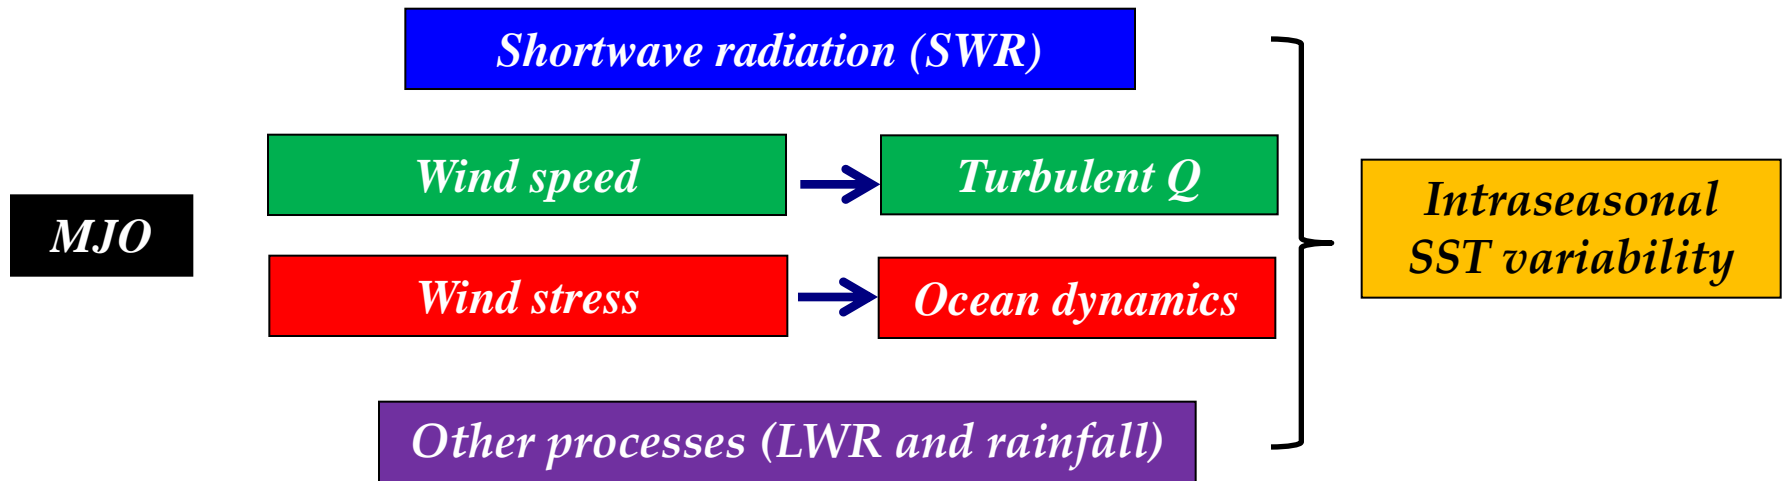 Shortwave radiation (SWR)
Wind speed
Turbulent Q
MJO
Intraseasonal
SST variability
Wind stress
Ocean dynamics
Other processes (LWR and rainfall)